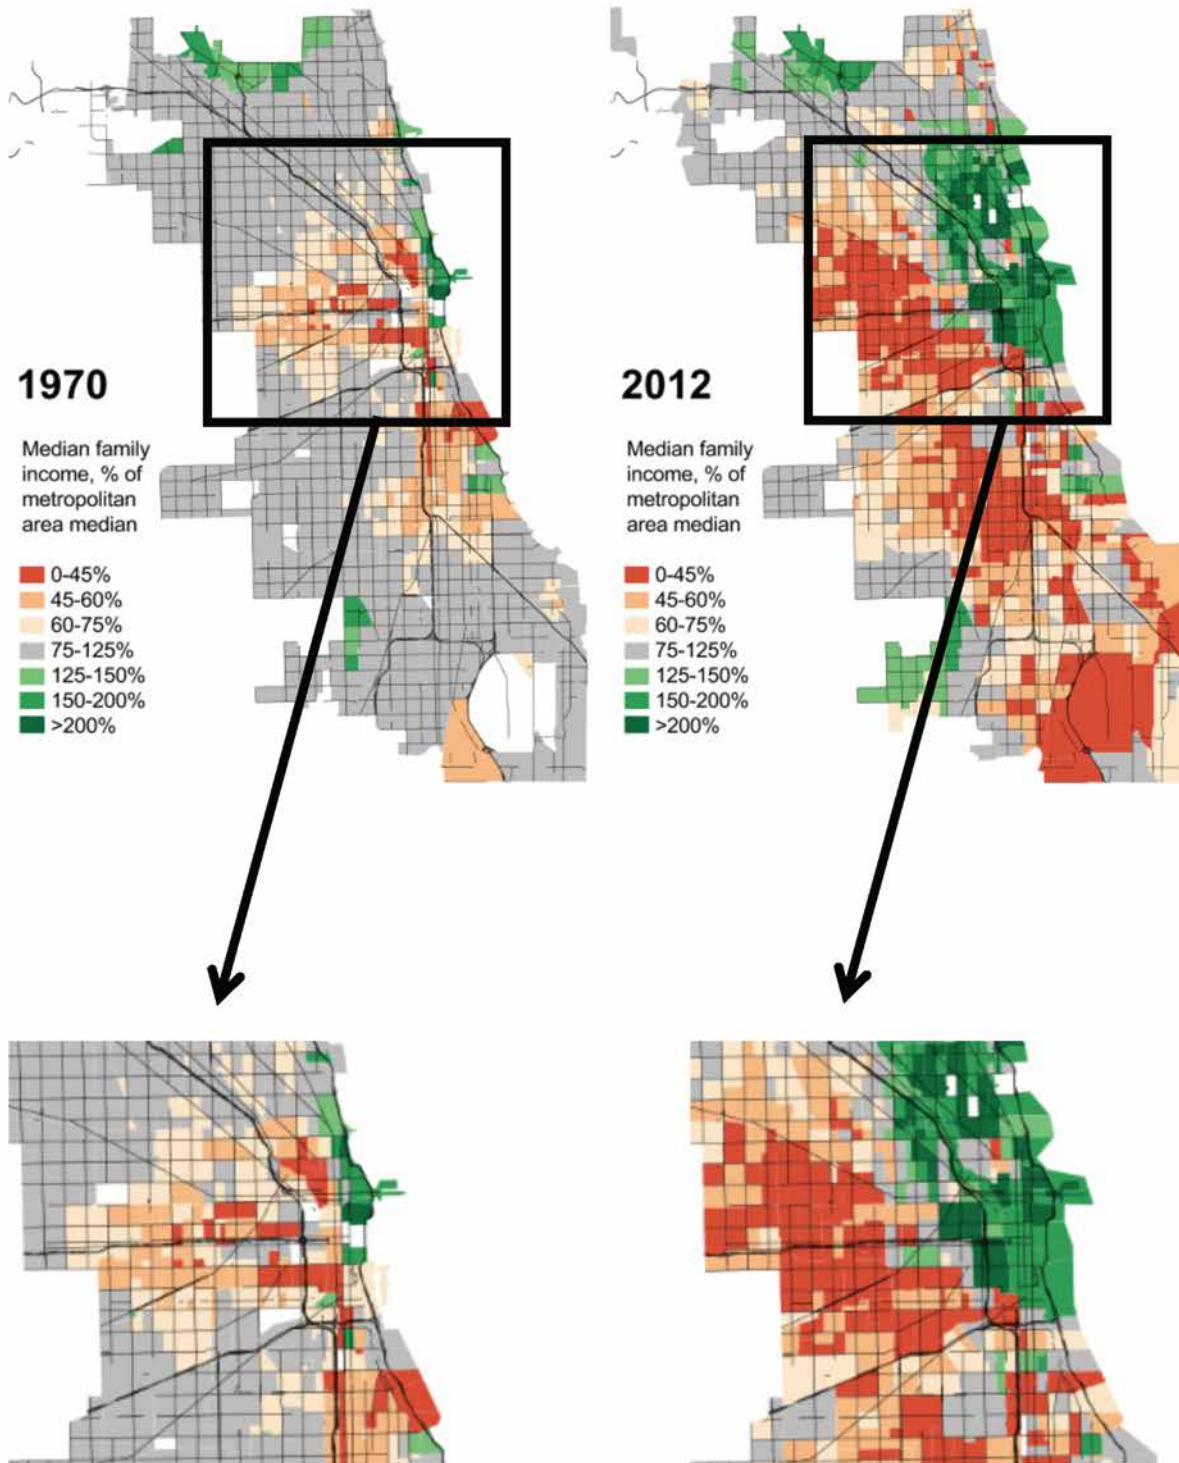 1970
Median family
income, % of
metropolitan
area median
0-45%
45-60%
60-75%
75-125%
125-150%
150-200%
>200%
2012
Median family
income, % of
metropolitan
area median
0-45%
45-60%
60-75%
75-125%
125-150%
150-200%
>200%